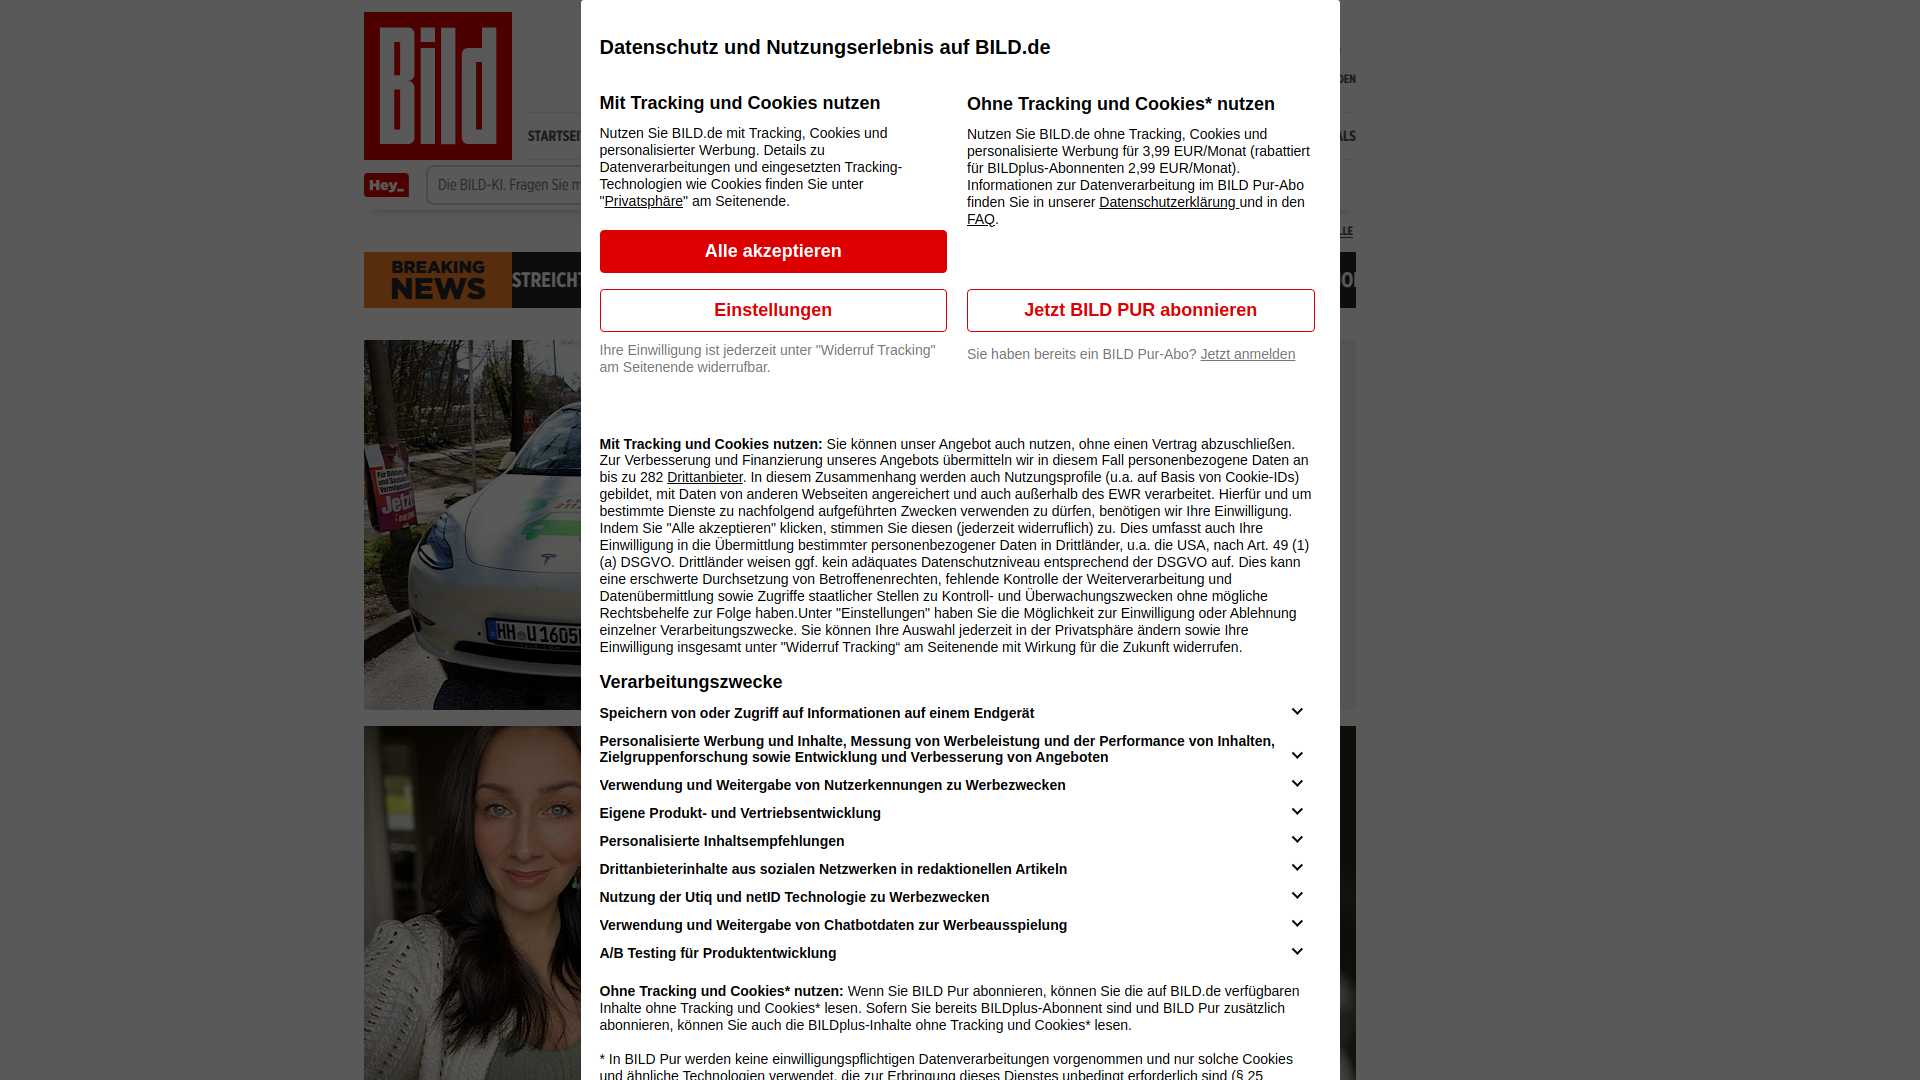 Bild
STARTSEI
Hey_
Die BILD-KI. Fragen Sie m
BREAKING
NEWS
STREICHT
Für Bildung
Jetzt
HH U 1605
Datenschutz und Nutzungserlebnis auf BILD.de
Mit Tracking und Cookies nutzen
Nutzen Sie BILD.de mit Tracking, Cookies und
personalisierter Werbung. Details zu
Datenverarbeitungen und eingesetzten Tracking-
Technologien wie Cookies finden Sie unter
"Privatsphäre" am Seitenende.
Alle akzeptieren
Einstellungen
Ihre Einwilligung ist jederzeit unter "Widerruf Tracking"
am Seitenende widerrufbar.
Ohne Tracking und Cookies* nutzen
Nutzen Sie BILD.de ohne Tracking, Cookies und
personalisierte Werbung für 3,99 EUR/Monat (rabattiert
für BILDplus-Abonnenten 2,99 EUR/Monat).
Informationen zur Datenverarbeitung im BILD Pur-Abo
finden Sie in unserer Datenschutzerklärung und in den
FAQ.
Jetzt BILD PUR abonnieren
Sie haben bereits ein BILD Pur-Abo? Jetzt anmelden
Mit Tracking und Cookies nutzen: Sie können unser Angebot auch nutzen, ohne einen Vertrag abzuschließen.
Zur Verbesserung und Finanzierung unseres Angebots übermitteln wir in diesem Fall personenbezogene Daten an
bis zu 282 Drittanbieter. In diesem Zusammenhang werden auch Nutzungsprofile (u.a. auf Basis von Cookie-IDs)
gebildet, mit Daten von anderen Webseiten angereichert und auch außerhalb des EWR verarbeitet. Hierfür und um
bestimmte Dienste zu nachfolgend aufgeführten Zwecken verwenden zu dürfen, benötigen wir Ihre Einwilligung.
Indem Sie "Alle akzeptieren" klicken, stimmen Sie diesen (jederzeit widerruflich) zu. Dies umfasst auch Ihre
Einwilligung in die Übermittlung bestimmter personenbezogener Daten in Drittländer, u.a. die USA, nach Art. 49 (1)
(a) DSGVO. Drittländer weisen ggf. kein adäquates Datenschutzniveau entsprechend der DSGVO auf. Dies kann
eine erschwerte Durchsetzung von Betroffenenrechten, fehlende Kontrolle der Weiterverarbeitung und
Datenübermittlung sowie Zugriffe staatlicher Stellen zu Kontroll- und Überwachungszwecken ohne mögliche
Rechtsbehelfe zur Folge haben.Unter "Einstellungen" haben Sie die Möglichkeit zur Einwilligung oder Ablehnung
einzelner Verarbeitungszwecke. Sie können Ihre Auswahl jederzeit in der Privatsphäre ändern sowie Ihre
Einwilligung insgesamt unter "Widerruf Tracking“ am Seitenende mit Wirkung für die Zukunft widerrufen.
Verarbeitungszwecke
Speichern von oder Zugriff auf Informationen auf einem Endgerät
Personalisierte Werbung und Inhalte, Messung von Werbeleistung und der Performance von Inhalten,
Zielgruppenforschung sowie Entwicklung und Verbesserung von Angeboten
Verwendung und Weitergabe von Nutzerkennungen zu Werbezwecken
Eigene Produkt- und Vertriebsentwicklung
Personalisierte Inhaltsempfehlungen
Drittanbieterinhalte aus sozialen Netzwerken in redaktionellen Artikeln
Nutzung der Utiq und netID Technologie zu Werbezwecken
Verwendung und Weitergabe von Chatbotdaten zur Werbeausspielung
A/B Testing für Produktentwicklung
Ohne Tracking und Cookies* nutzen: Wenn Sie BILD Pur abonnieren, können Sie die auf BILD.de verfügbaren
Inhalte ohne Tracking und Cookies* lesen. Sofern Sie bereits BILDplus-Abonnent sind und BILD Pur zusätzlich
abonnieren, können Sie auch die BILDplus-Inhalte ohne Tracking und Cookies* lesen.
* In BILD Pur werden keine einwilligungspflichtigen Datenverarbeitungen vorgenommen und nur solche Cookies
und ähnliche Technologien verwendet, die zur Erbringung dieses Dienstes unbedingt erforderlich sind (§ 25